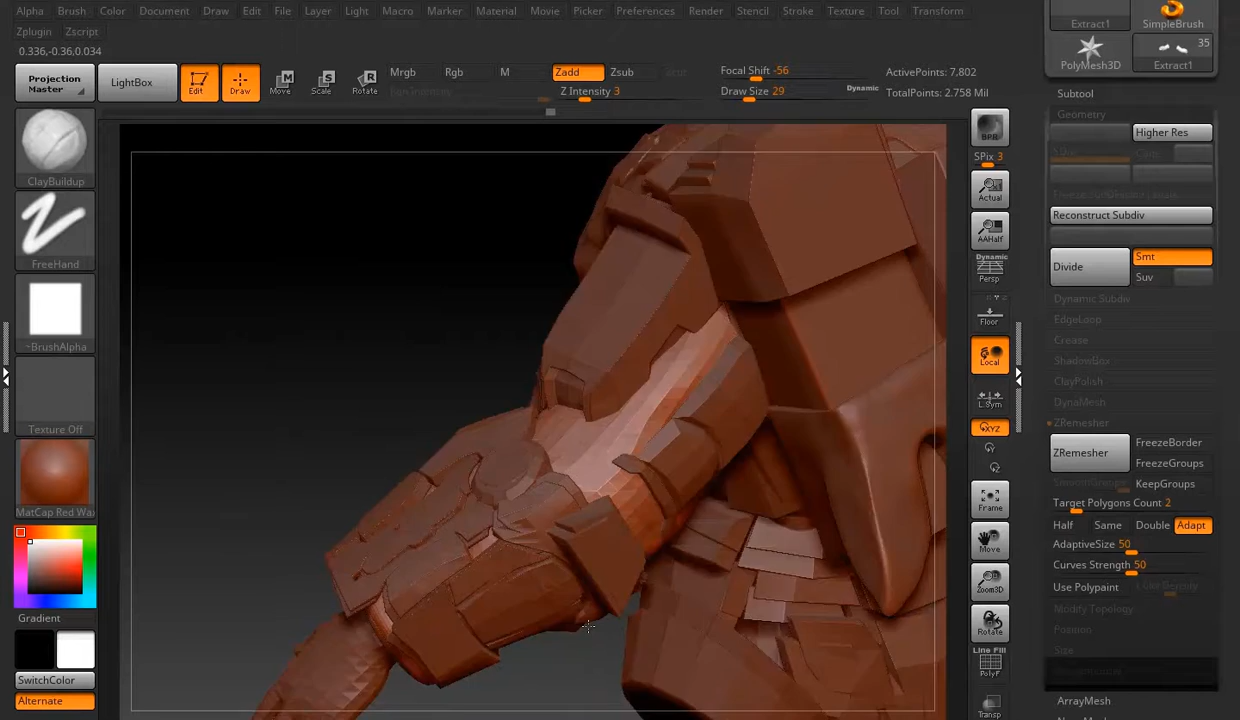 Alpha Brush Color Document Draw Edit File Layer Light Macro Marker Material Movie Picker Preferences Render Stencil Stroke Texture Tool Transform
Zplugin Zscript
0.336,-0.36,0.034
Projection Master
LightBox
Edit
Draw
Move
Scale
Rotate
Mrgb Rgb M
Zadd Zsub
Z Intensity 3
Focal Shift -56
Draw Size 29
Dynamic
ActivePoints: 7,802
TotalPoints: 2.758 Mil
ClayBuildup
FreeHand
~BrushAlpha
Texture Off
MatCap Red Wax
Gradient
SwitchColor
Alternate
BPR
SPix 3
Actual
AAHalf
Dynamic
Persp
Floor
Local
L.Sym
XYZ
Frame
Move
Zoom3D
Rotate
Line Fill
PolyF
Transp
Extract1
SimpleBrush
PolyMesh3D
35
Extract1
Subtool
Geometry
Higher Res
Reconstruct Subdiv
Divide
Smt
Suv
Dynamic Subdiv
EdgeLoop
Crease
ShadowBox
ClayPolish
DynaMesh
ZRemesher
ZRemesher
FreezeBorder
FreezeGroups
KeepGroups
Target Polygons Count 2
Half Same Double Adapt
AdaptiveSize 50
Curves Strength 50
Use Polypaint
Modify Topology
Position
Size
ArrayMesh